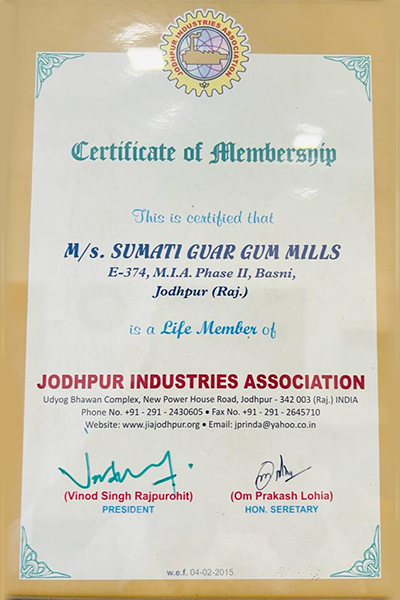 JODHPUR INDUSTRIES ASSOCIATION
Certificate of Membership
This is certified that
M/s. SUMATI GUAR GUM MILLS
E-374, M.I.A. Phase II, Basni,
Jodhpur (Raj.)
is a Life Member of
JODHPUR INDUSTRIES ASSOCIATION
Udyog Bhawan Complex, New Power House Road, Jodhpur - 342 003 (Raj.) INDIA
Phone No. +91 - 291 - 2430605 • Fax No. +91 - 291 - 2645710
Website: www.jiajodhpur.org • Email: jprinda@yahoo.co.in
(Vinod Singh Rajpurohit) (Om Prakash Lohia)
PRESIDENT HON. SERETARY
w.e.f. 04-02-2015.